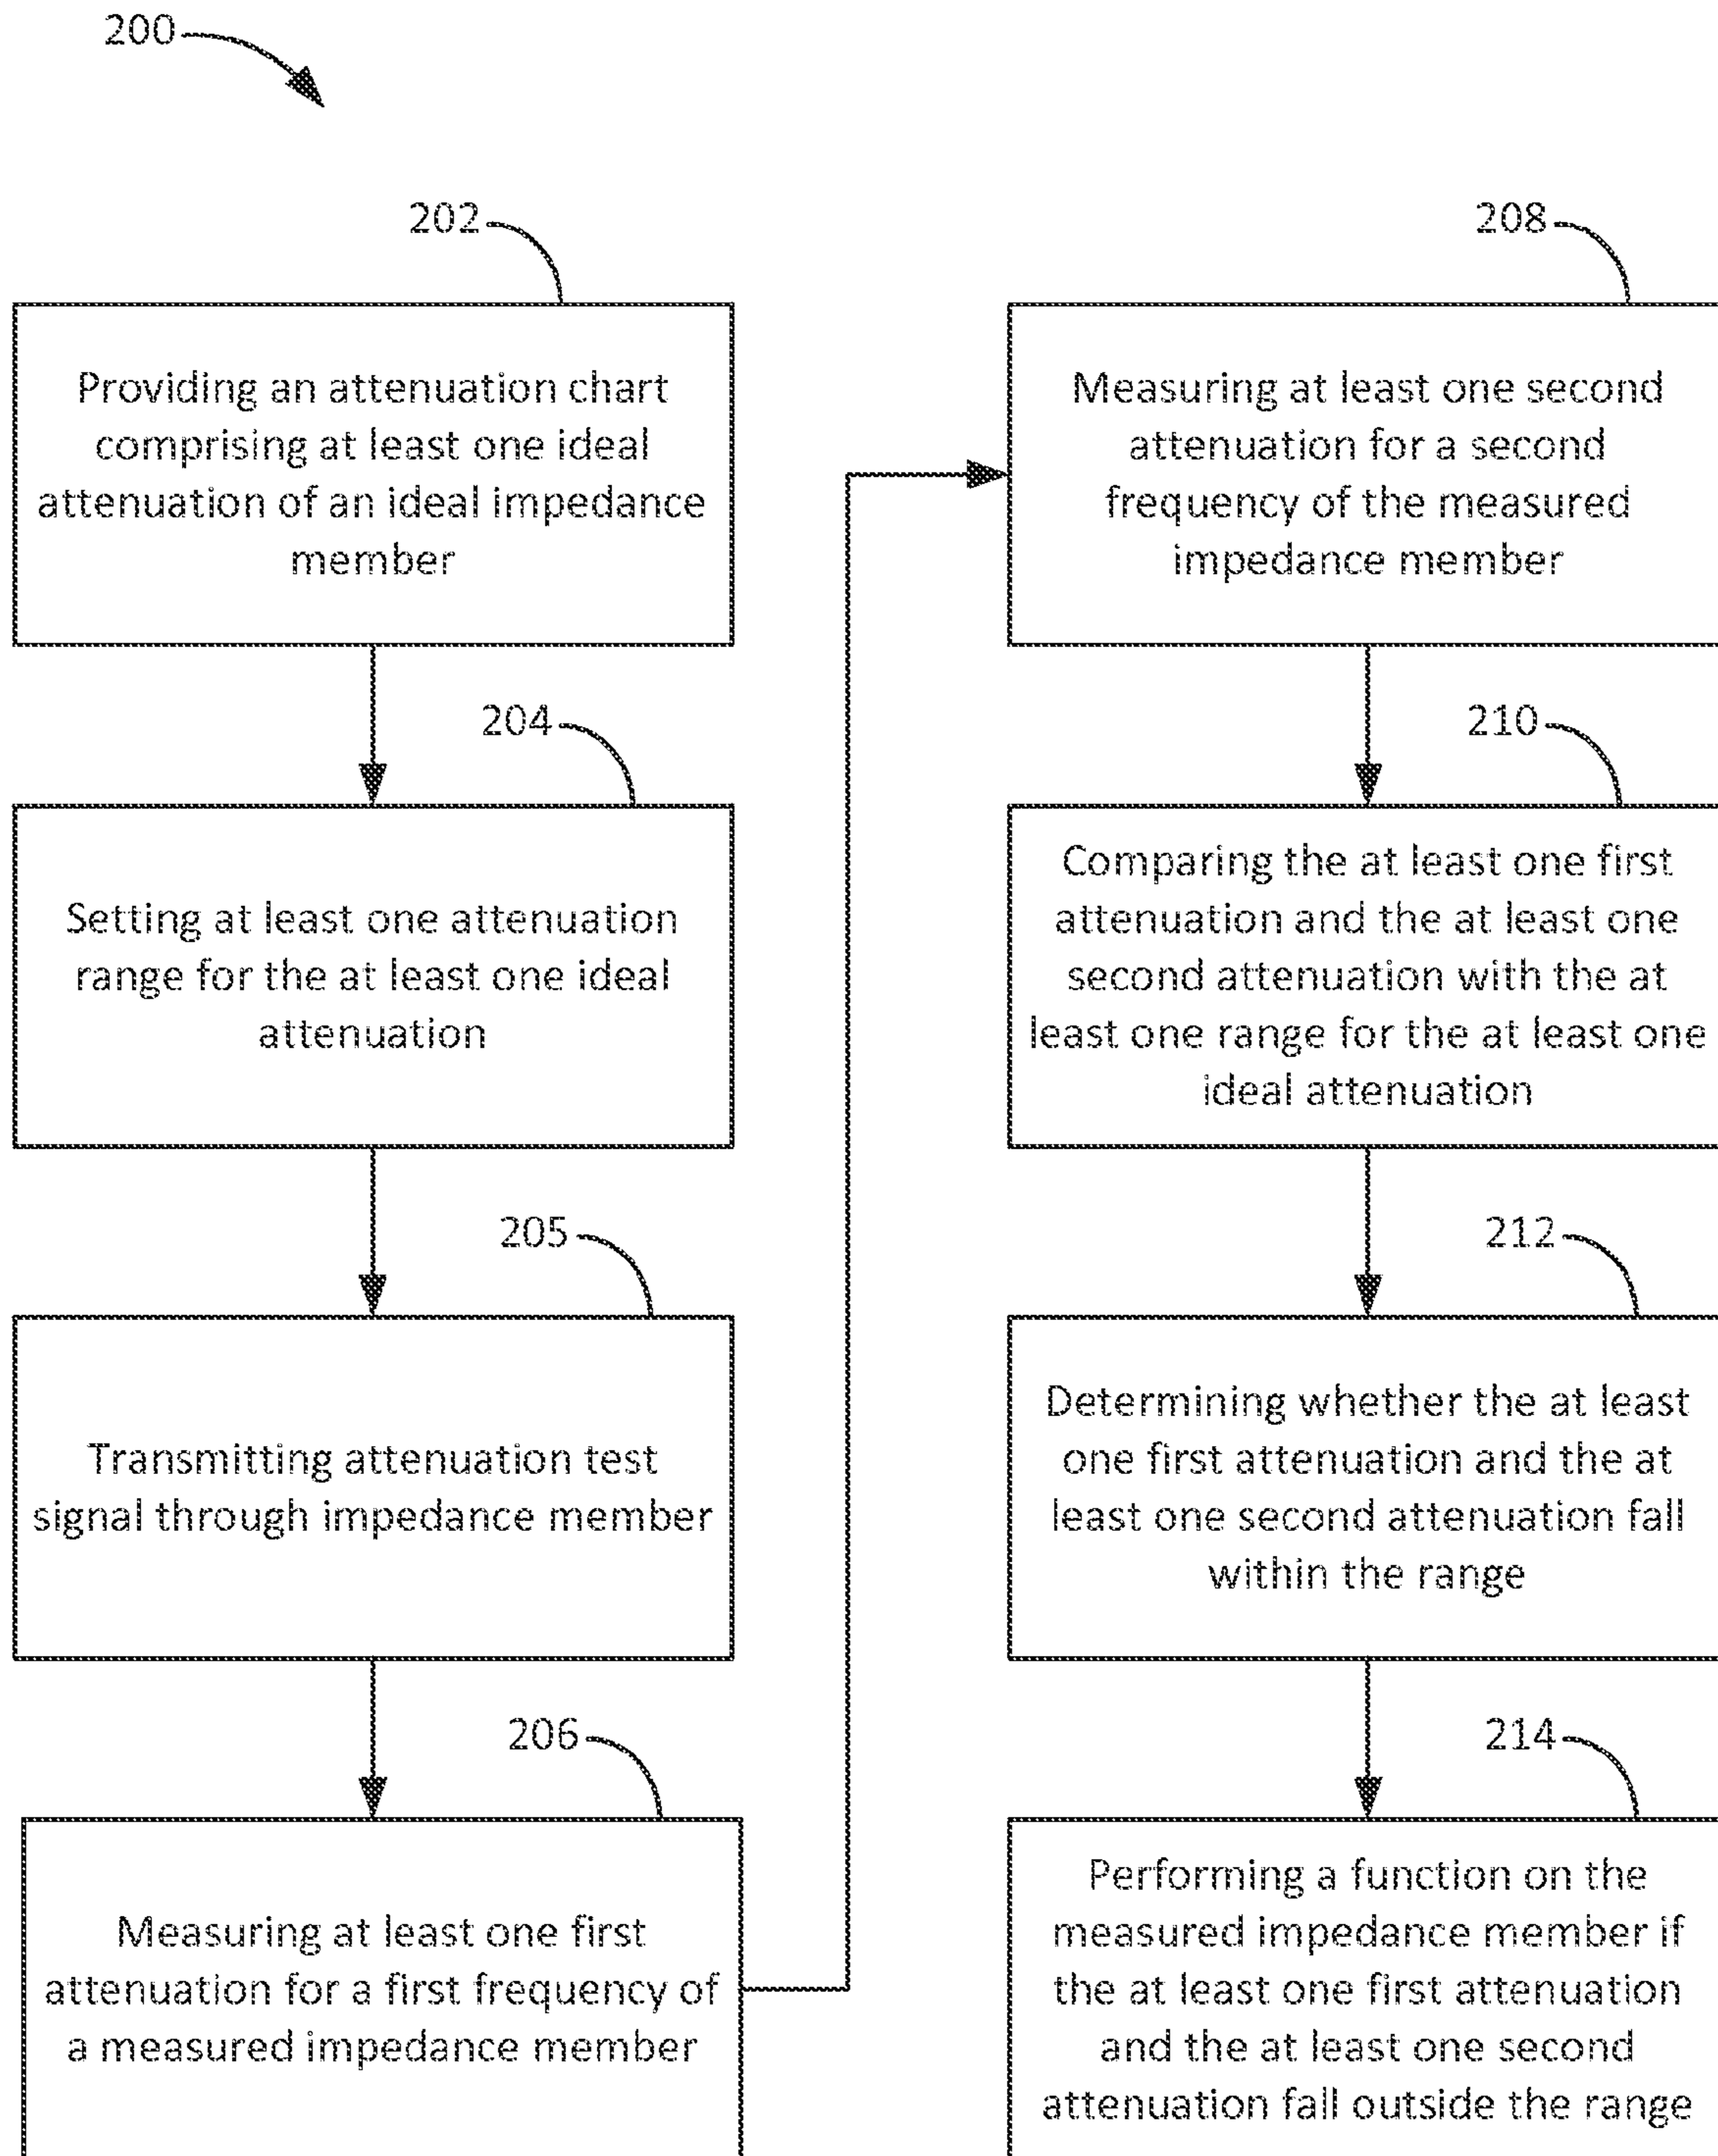 200
202
Providing an attenuation chart
comprising at least one ideal
attenuation of an ideal impedance
member
204
Setting at least one attenuation
range for the at least one ideal
attenuation
205
Transmitting attenuation test
signal through impedance member
206
Measuring at least one first
attenuation for a first frequency of
a measured impedance member
208
Measuring at least one second
attenuation for a second
frequency of the measured
impedance member
210
Comparing the at least one first
attenuation and the at least one
second attenuation with the at
least one range for the at least one
ideal attenuation
212
Determining whether the at least
one first attenuation and the at
least one second attenuation fall
within the range
214
Performing a function on the
measured impedance member if
the at least one first attenuation
and the at least one second
attenuation fall outside the range